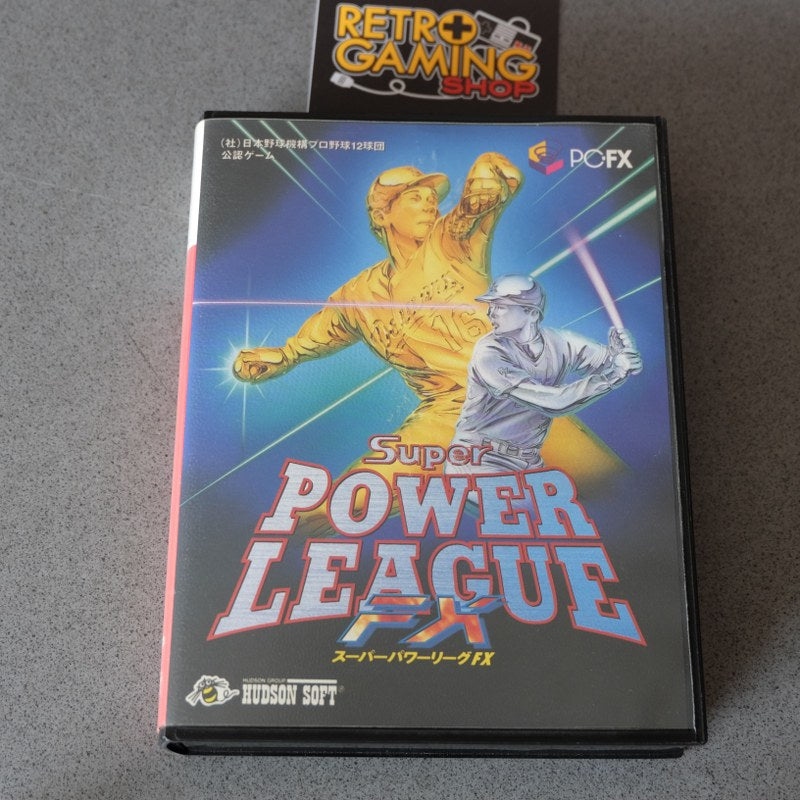 RETRO
GAMING
SHOP
(社)日本野球機構プロ野球12球団
公認ゲーム
PC-FX
16
Super
POWER
LEAGUE
FX
スーパーパワーリーグFX
HUDSON GROUP
HUDSON SOFT®